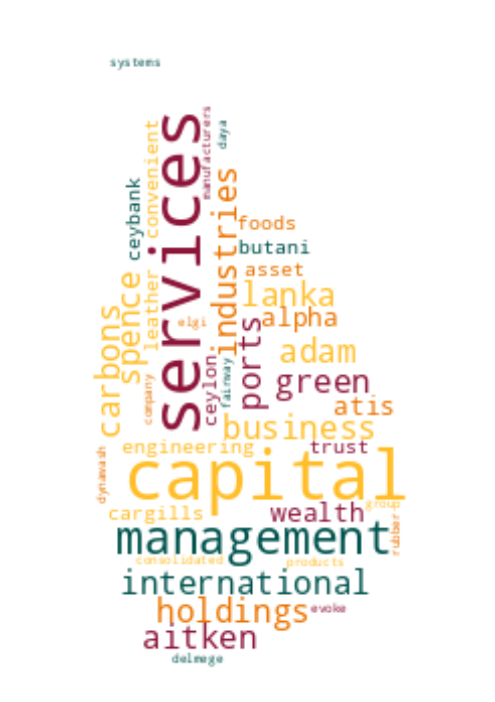 systems
services
manufacturers
daya
convenient
ceybank
industries
foods
butani
asset
lanka
spence
leather
carbons
elgi
alpha
ports
adam
ceylon
fairway
green
company
atis
business
engineering
trust
dynawash
capital
cargills
wealth
group
rubber
management
consolidated
products
international
holdings
evoke
aitken
delmege